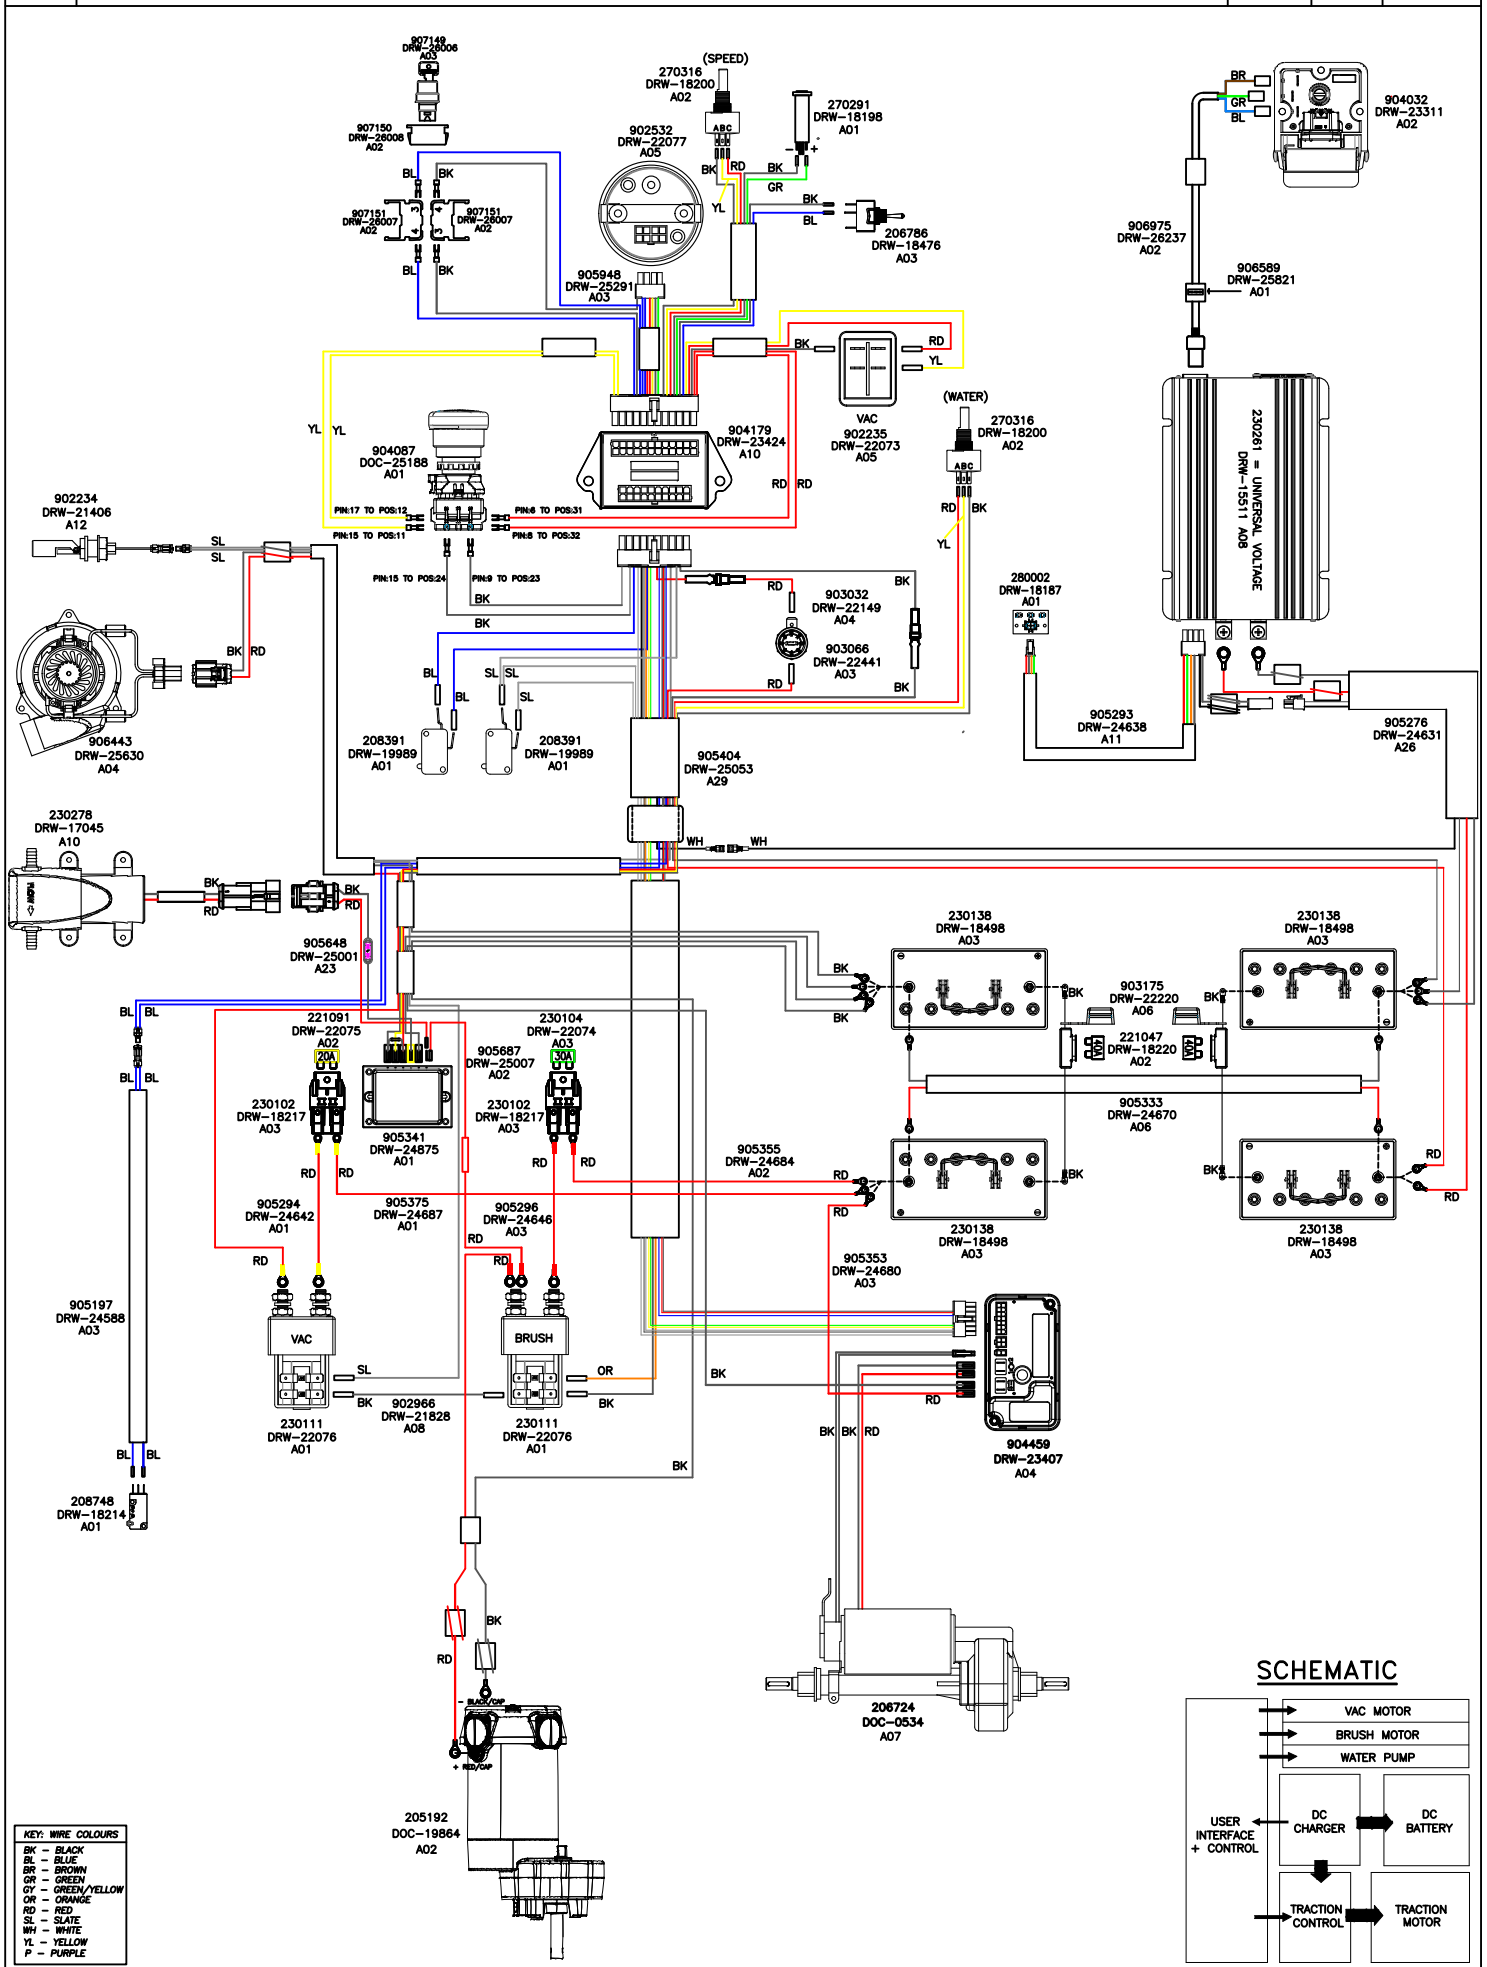 907149
DRW-26006
A03
907150
DRW-26008
A02
BL
BK
907151
DRW-26007
A02
3
4
4
3
907151
DRW-26007
A02
BL
BK
902532
DRW-22077
A05
(SPEED)
270316
DRW-18200
A02
ABC
BK
RD
YL
270291
DRW-18198
A01
- +
BK
GR
BK
BL
206786
DRW-18476
A03
905948
DRW-25291
A03
BR
GR
BL
904032
DRW-23311
A02
906975
DRW-26237
A02
906589
DRW-25821
A01
BK
RD
YL
VAC
902235
DRW-22073
A05
(WATER)
270316
DRW-18200
A02
ABC
RD
BK
YL
230261 = UNIVERSAL VOLTAGE
DRW-15511 A08
YL
YL
904087
DOC-25188
A01
904179
DRW-23424
A10
RD
RD
PIN:17 TO POS:12
PIN:15 TO POS:11
PIN:6 TO POS:31
PIN:8 TO POS:32
PIN:15 TO POS:24
PIN:9 TO POS:23
BK
BK
902234
DRW-21406
A12
SL
SL
BK
RD
906443
DRW-25630
A04
RD
903032
DRW-22149
A04
903066
DRW-22441
A03
RD
BK
BK
280002
DRW-18187
A01
905293
DRW-24638
A11
905276
DRW-24631
A26
BL
BL
SL
SL
SL
208391
DRW-19989
A01
208391
DRW-19989
A01
905404
DRW-25053
A29
WH
WH
230278
DRW-17045
A10
FLOW
BK
RD
BK
RD
905648
DRW-25001
A23
230138
DRW-18498
A03
230138
DRW-18498
A03
BK
BK
BK
BK
903175
DRW-22220
A06
221047
DRW-18220
A02
40A
40A
905333
DRW-24670
A06
BL
BL
BL
BL
221091
DRW-22075
A02
20A
905687
DRW-25007
A02
230104
DRW-22074
A03
30A
230102
DRW-18217
A03
905341
DRW-24875
A01
230102
DRW-18217
A03
RD
RD
RD
RD
905355
DRW-24684
A02
RD
RD
BK
BK
RD
RD
230138
DRW-18498
A03
230138
DRW-18498
A03
905294
DRW-24642
A01
905375
DRW-24687
A01
905296
DRW-24646
A03
RD
RD
RD
905353
DRW-24680
A03
905197
DRW-24588
A03
VAC
BRUSH
SL
BK
902966
DRW-21828
A08
OR
BK
230111
DRW-22076
A01
230111
DRW-22076
A01
BK
RD
BK
BK
RD
904459
DRW-23407
A04
BL
BL
208748
DRW-18214
A01
BK
BK
RD
- BLACK/CAP
+ RED/CAP
205192
DOC-19864
A02
206724
DOC-0534
A07
SCHEMATIC
VAC MOTOR
BRUSH MOTOR
WATER PUMP
USER
INTERFACE
+ CONTROL
DC
CHARGER
DC
BATTERY
TRACTION
CONTROL
TRACTION
MOTOR
KEY: WIRE COLOURS
BK - BLACK
BL - BLUE
BR - BROWN
GR - GREEN
GY - GREEN/YELLOW
OR - ORANGE
RD - RED
SL - SLATE
WH - WHITE
YL - YELLOW
P - PURPLE